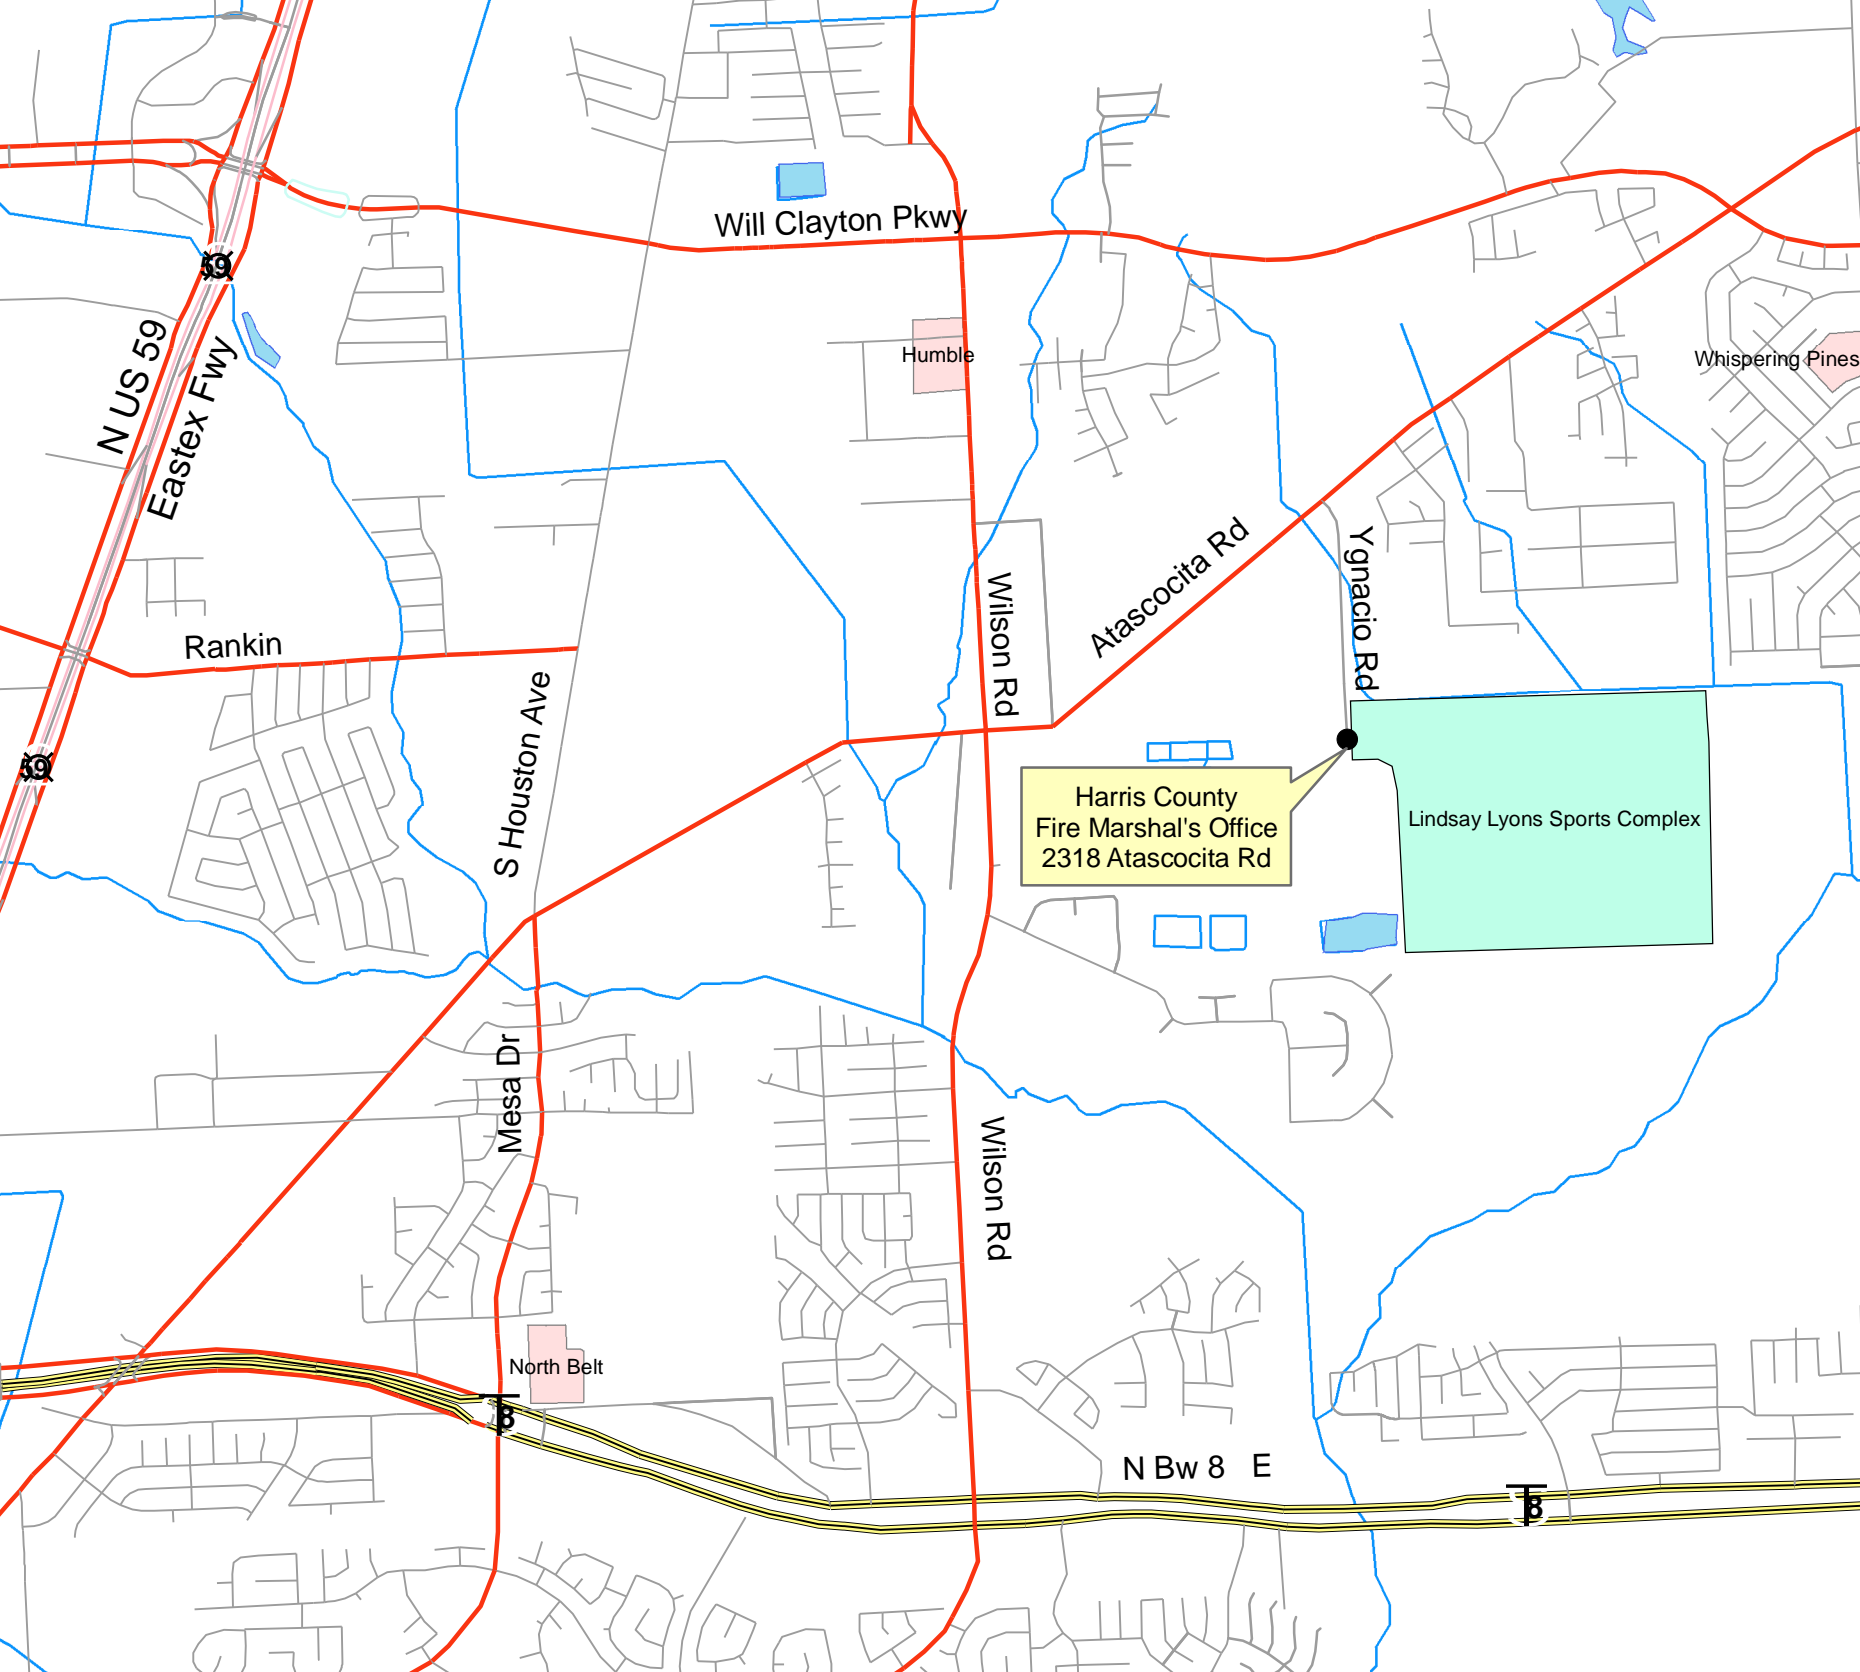 Will Clayton Pkwy
59
N US 59
Eastex Fwy
Humble
Whispering Pines
Atascocita Rd
Ygnacio Rd
Wilson Rd
Rankin
S Houston Ave
59
Harris County
Fire Marshal's Office
2318 Atascocita Rd
Lindsay Lyons Sports Complex
Mesa Dr
Wilson Rd
North Belt
8
N Bw 8 E
8